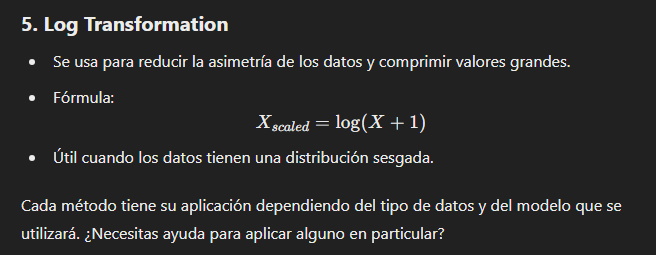 5. Log Transformation
• Se usa para reducir la asimetría de los datos y comprimir valores grandes.
• Fórmula:
X_scaled = log(X + 1)
• Útil cuando los datos tienen una distribución sesgada.
Cada método tiene su aplicación dependiendo del tipo de datos y del modelo que se
utilizará. ¿Necesitas ayuda para aplicar alguno en particular?